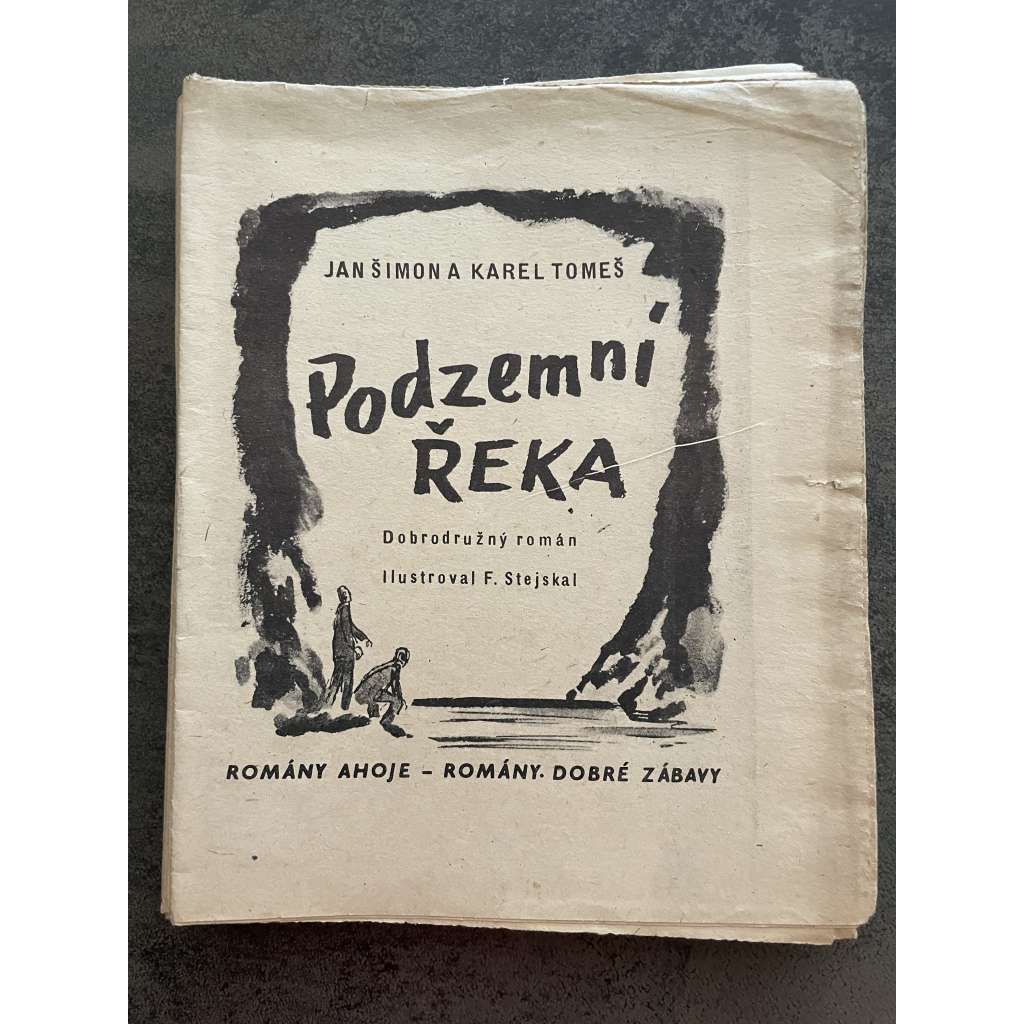 JAN ŠIMON A KAREL TOMEŠ
Podzemní
ŘEKA
Dobrodružný román
Ilustroval F. Stejskal
ROMÁNY AHOJE – ROMÁNY. DOBRÉ ZÁBAVY